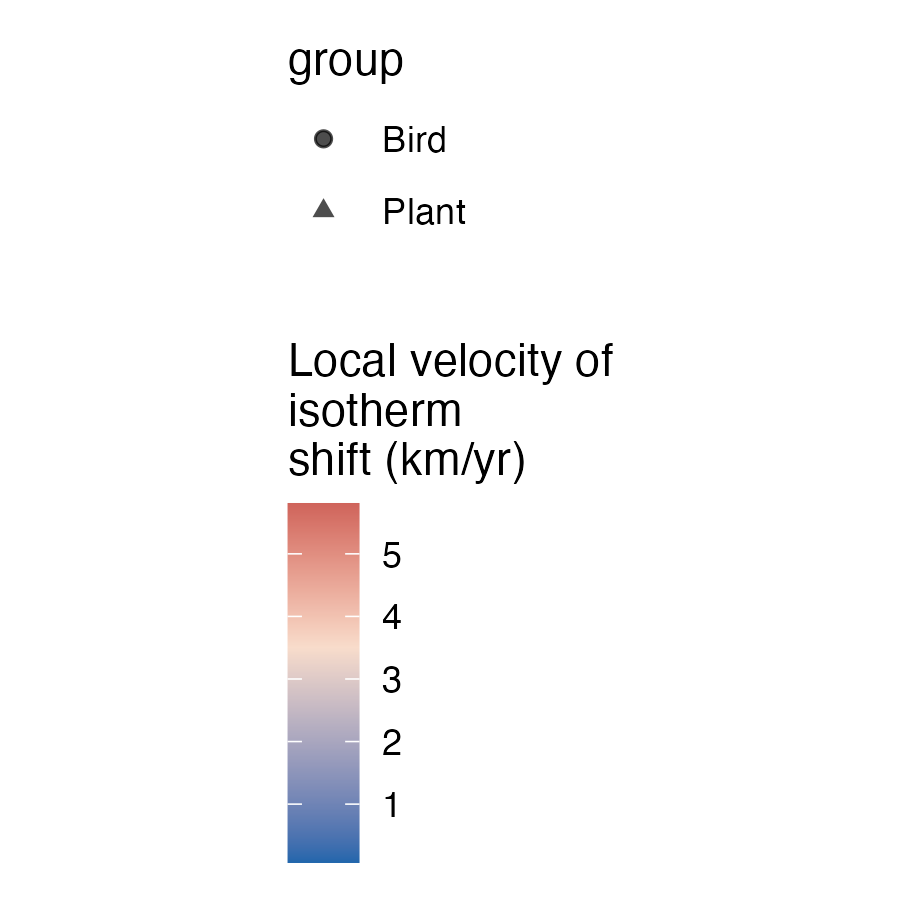 group
Bird
Plant
Local velocity of
isotherm
shift (km/yr)
5
4
3
2
1